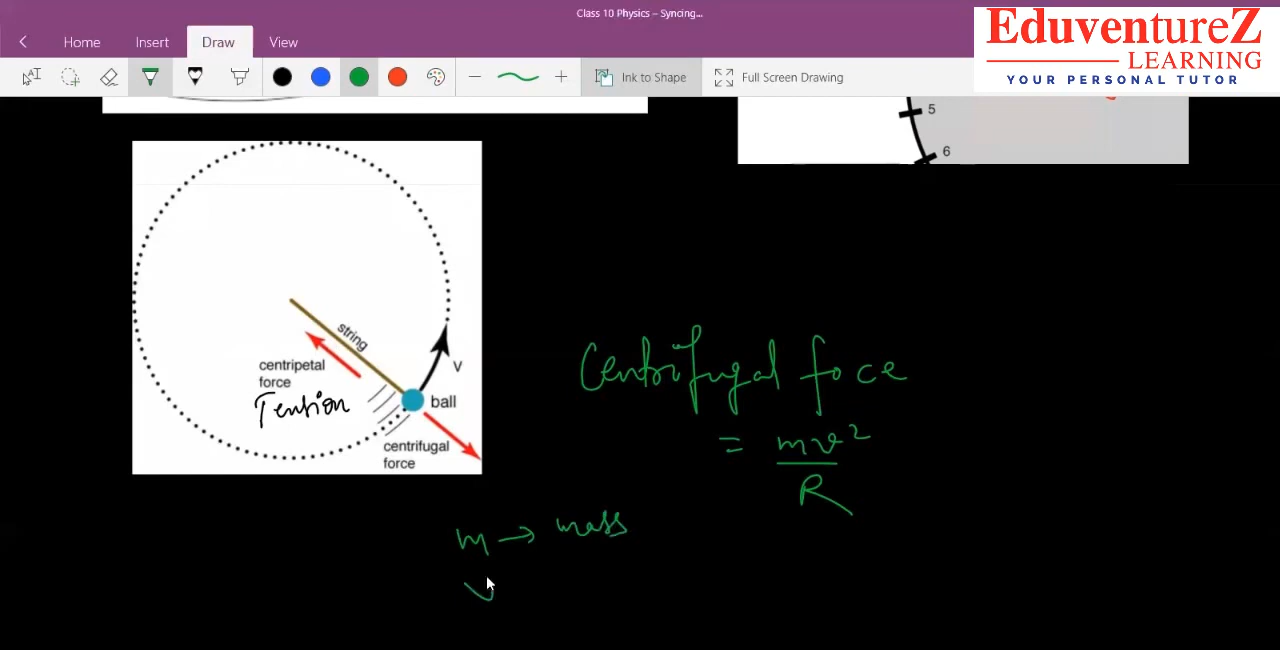 Class 10 Physics – Syncing...
EduventureZ
LEARNING
YOUR PERSONAL TUTOR
Home Insert Draw View
Ink to Shape Full Screen Drawing
5
6
string
centripetal
force
Tension
V
ball
centrifugal
force
Centrifugal foce
= mv²
R
m → mass
v